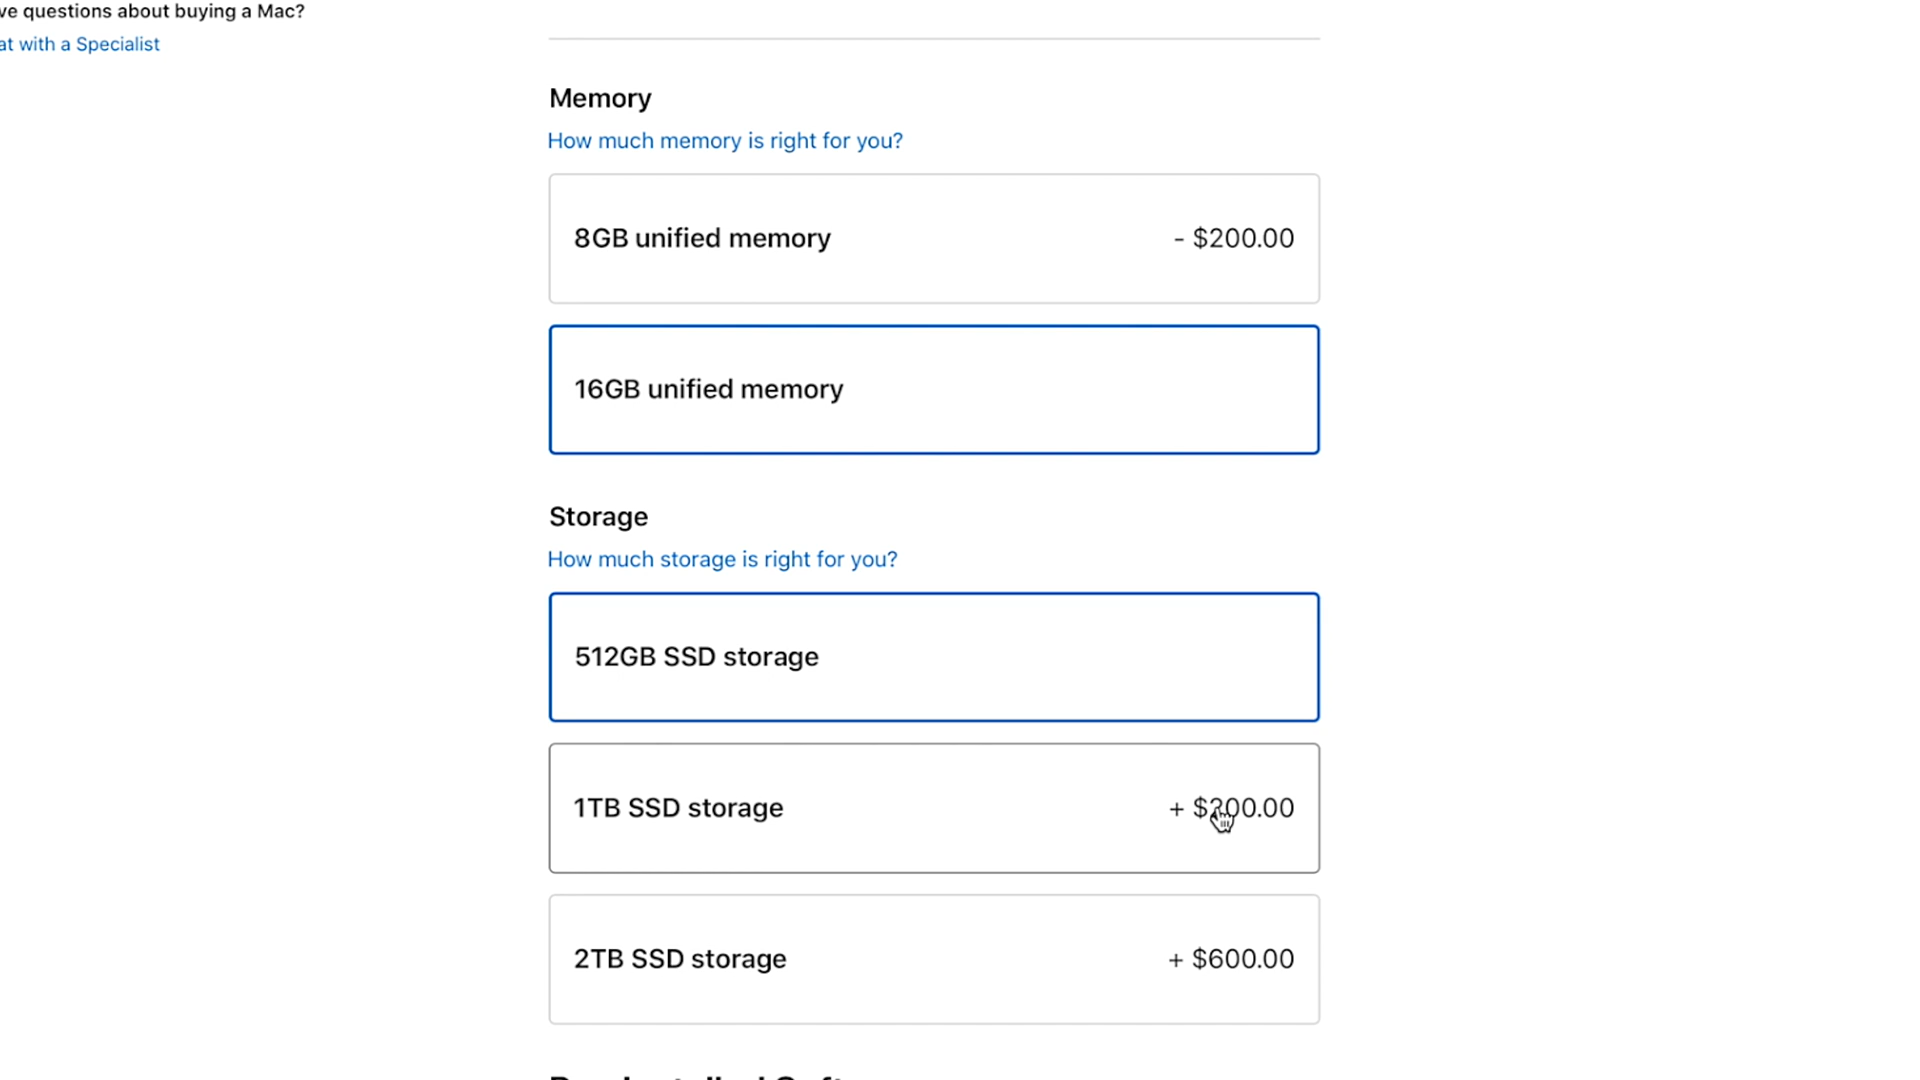 ve questions about buying a Mac?
at with a Specialist
Memory
How much memory is right for you?
8GB unified memory - $200.00
16GB unified memory
Storage
How much storage is right for you?
512GB SSD storage
1TB SSD storage + $200.00
2TB SSD storage + $600.00